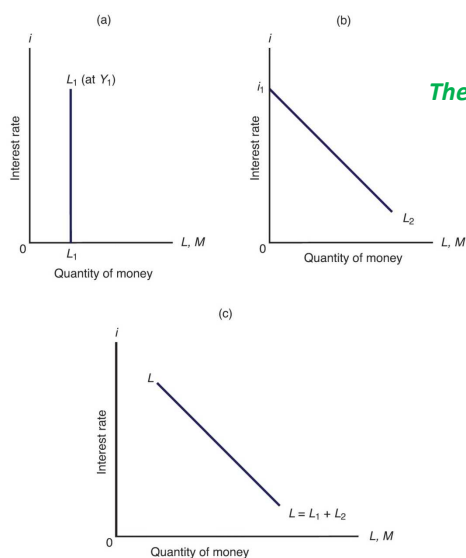 (a)
i
L₁ (at Y₁)
Interest rate
0
L₁
L, M
Quantity of money
(b)
i
i₁
Interest rate
L₂
0
L, M
Quantity of money
The
(c)
i
L
Interest rate
L = L₁ + L₂
0
L, M
Quantity of money